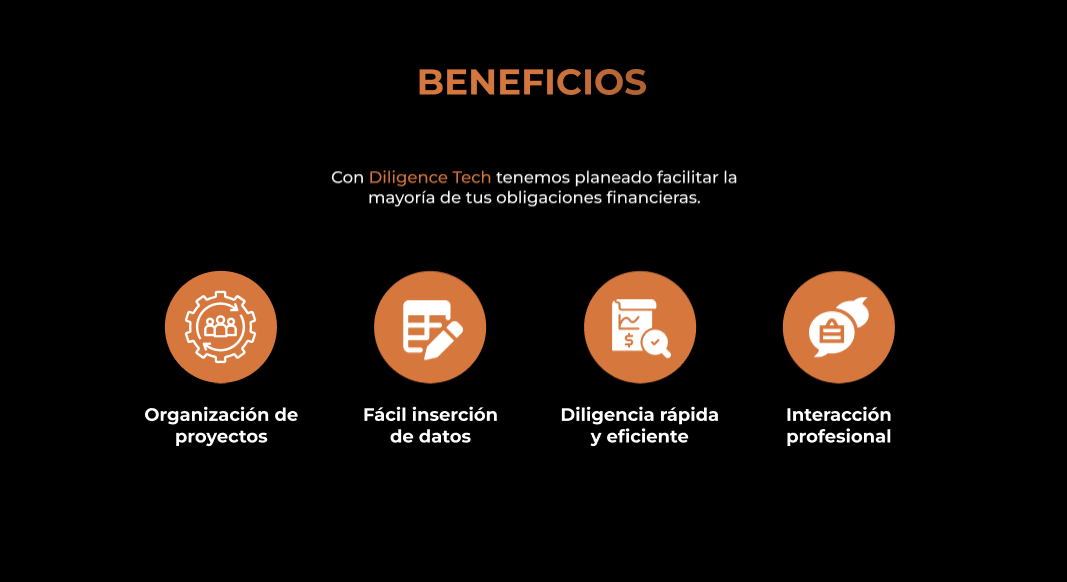 BENEFICIOS
Con Diligence Tech tenemos planeado facilitar la
mayoría de tus obligaciones financieras.
Organización de
proyectos
Fácil inserción
de datos
Diligencia rápida
y eficiente
Interacción
profesional